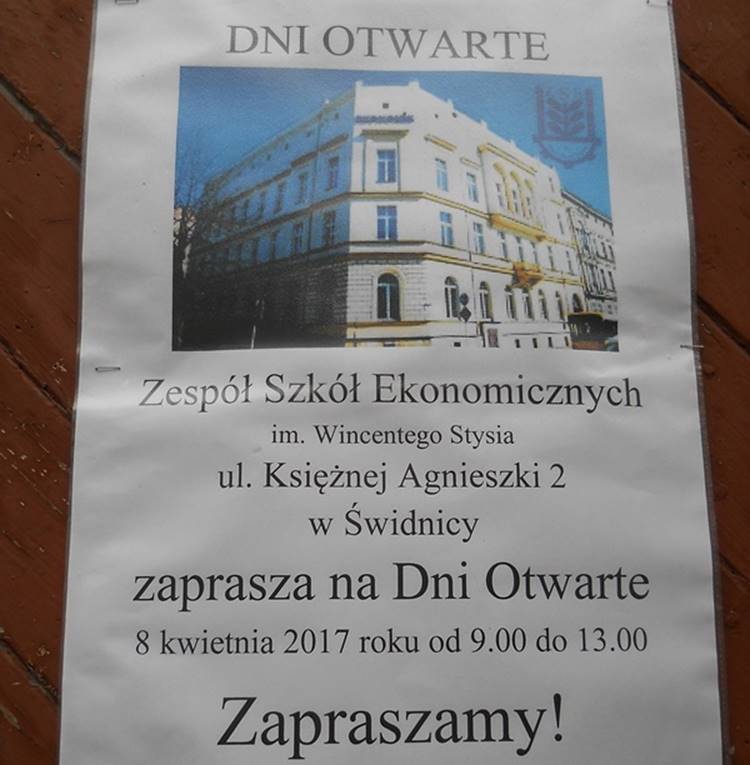 DNI OTWARTE
Zespół Szkół Ekonomicznych
im. Wincentego Stysia
ul. Księżnej Agnieszki 2
w Świdnicy
zaprasza na Dni Otwarte
8 kwietnia 2017 roku od 9.00 do 13.00
Zapraszamy!